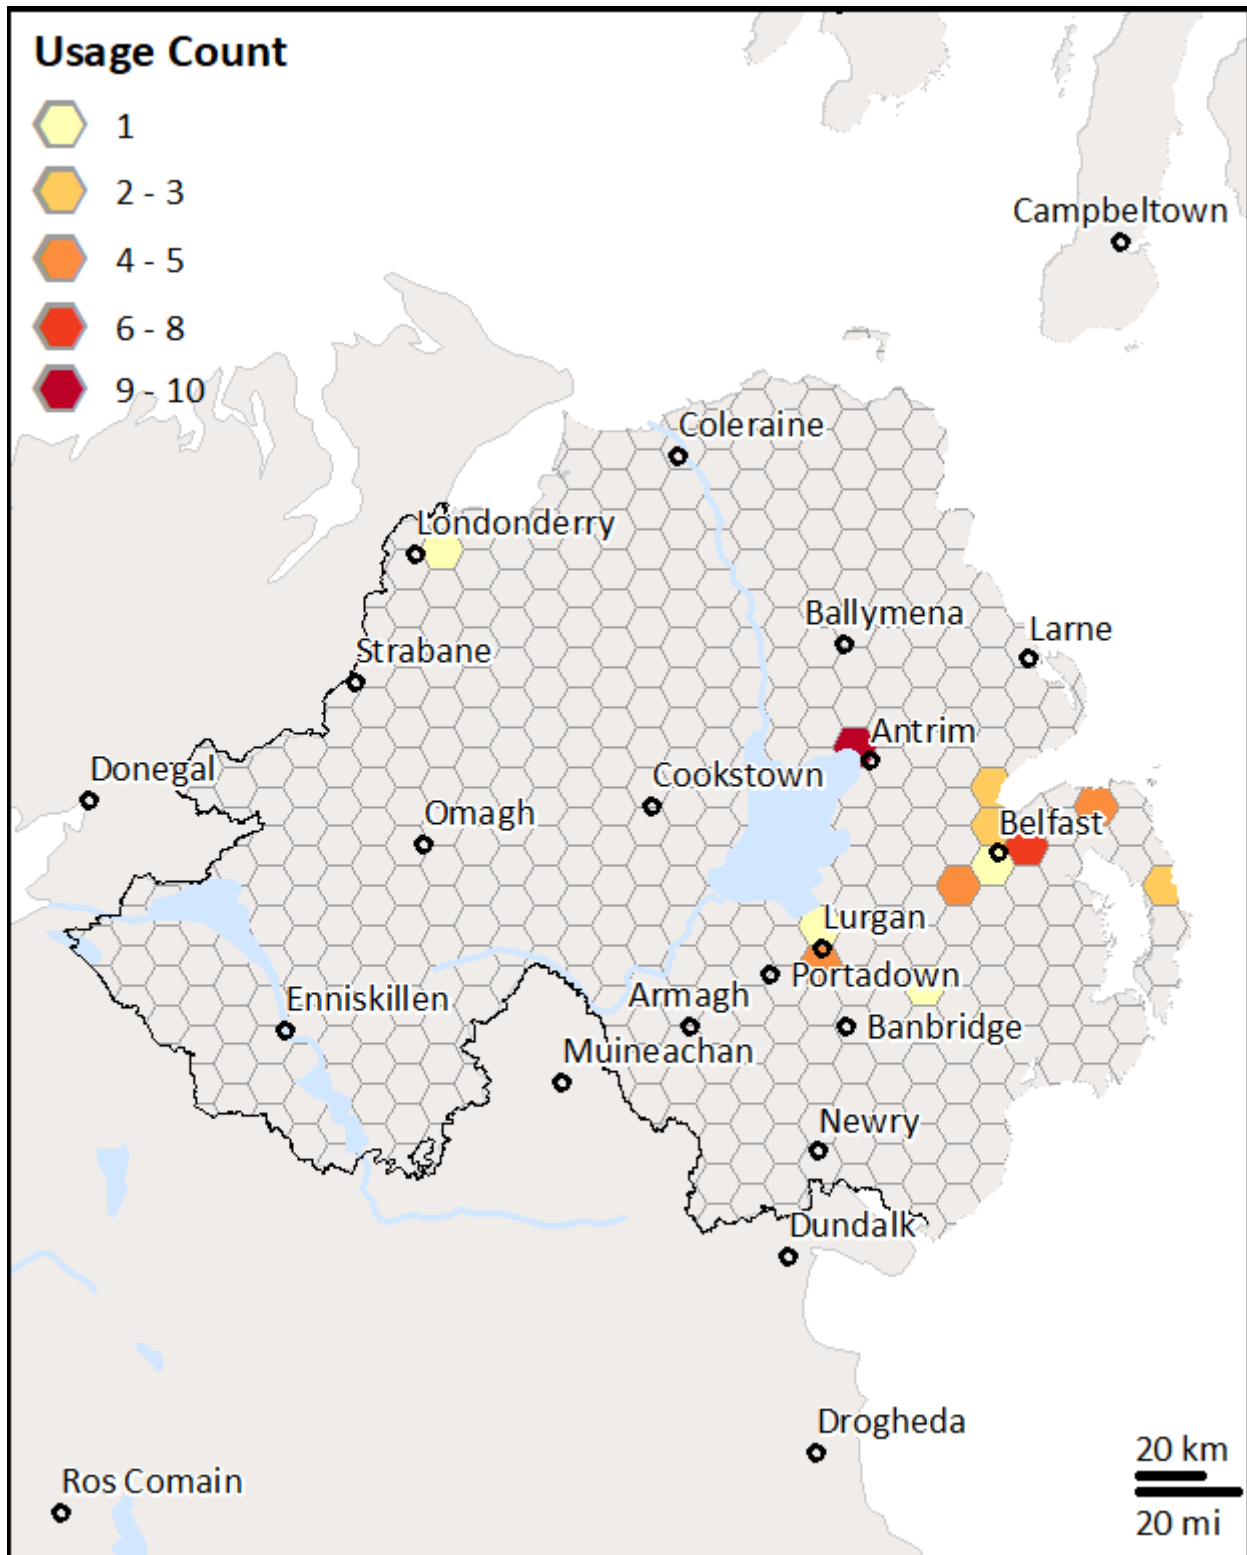 Usage Count
1
2 - 3
4 - 5
6 - 8
9 - 10
Campbeltown
Coleraine
Londonderry
Ballymena
Larne
Strabane
Antrim
Donegal
Cookstown
Omagh
Belfast
Lurgan
Portadown
Enniskillen
Armagh
Banbridge
Muineachan
Newry
Dundalk
Drogheda
Ros Comain
20 km
20 mi